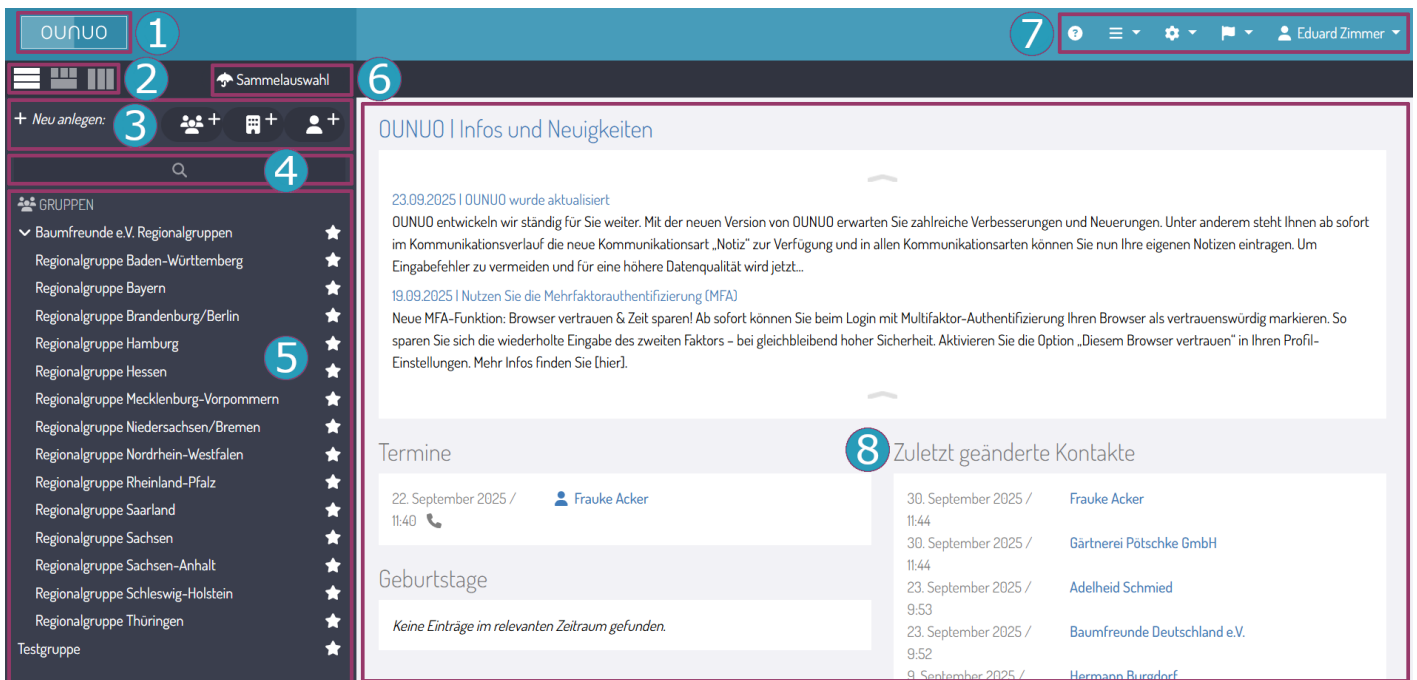 OUNUO
1
7
Eduard Zimmer
2
Sammelauswahl
6
+ Neu anlegen:
3
4
GRUPPEN
Baumfreunde e.V. Regionalgruppen
Regionalgruppe Baden-Württemberg
Regionalgruppe Bayern
Regionalgruppe Brandenburg/Berlin
Regionalgruppe Hamburg
5
Regionalgruppe Hessen
Regionalgruppe Mecklenburg-Vorpommern
Regionalgruppe Niedersachsen/Bremen
Regionalgruppe Nordrhein-Westfalen
Regionalgruppe Rheinland-Pfalz
Regionalgruppe Saarland
Regionalgruppe Sachsen
Regionalgruppe Sachsen-Anhalt
Regionalgruppe Schleswig-Holstein
Regionalgruppe Thüringen
Testgruppe
OUNUO | Infos und Neuigkeiten
23.09.2025 | OUNUO wurde aktualisiert
OUNUO entwickeln wir ständig für Sie weiter. Mit der neuen Version von OUNUO erwarten Sie zahlreiche Verbesserungen und Neuerungen. Unter anderem steht Ihnen ab sofort
im Kommunikationsverlauf die neue Kommunikationsart „Notiz“ zur Verfügung und in allen Kommunikationsarten können Sie nun Ihre eigenen Notizen eintragen. Um
Eingabefehler zu vermeiden und für eine höhere Datenqualität wird jetzt...
19.09.2025 | Nutzen Sie die Mehrfaktorauthentifizierung (MFA)
Neue MFA-Funktion: Browser vertrauen & Zeit sparen! Ab sofort können Sie beim Login mit Multifaktor-Authentifizierung Ihren Browser als vertrauenswürdig markieren. So
sparen Sie sich die wiederholte Eingabe des zweiten Faktors – bei gleichbleibend hoher Sicherheit. Aktivieren Sie die Option „Diesem Browser vertrauen“ in Ihren Profil-
Einstellungen. Mehr Infos finden Sie [hier].
Termine
22. September 2025 /
11:40
Frauke Acker
Geburtstage
Keine Einträge im relevanten Zeitraum gefunden.
8
Zuletzt geänderte Kontakte
30. September 2025 /
11:44
Frauke Acker
30. September 2025 /
11:44
Gärtnerei Pötschke GmbH
23. September 2025 /
9:53
Adelheid Schmied
23. September 2025 /
9:52
Baumfreunde Deutschland e.V.
9. September 2025 /
Hermann Burgdorf